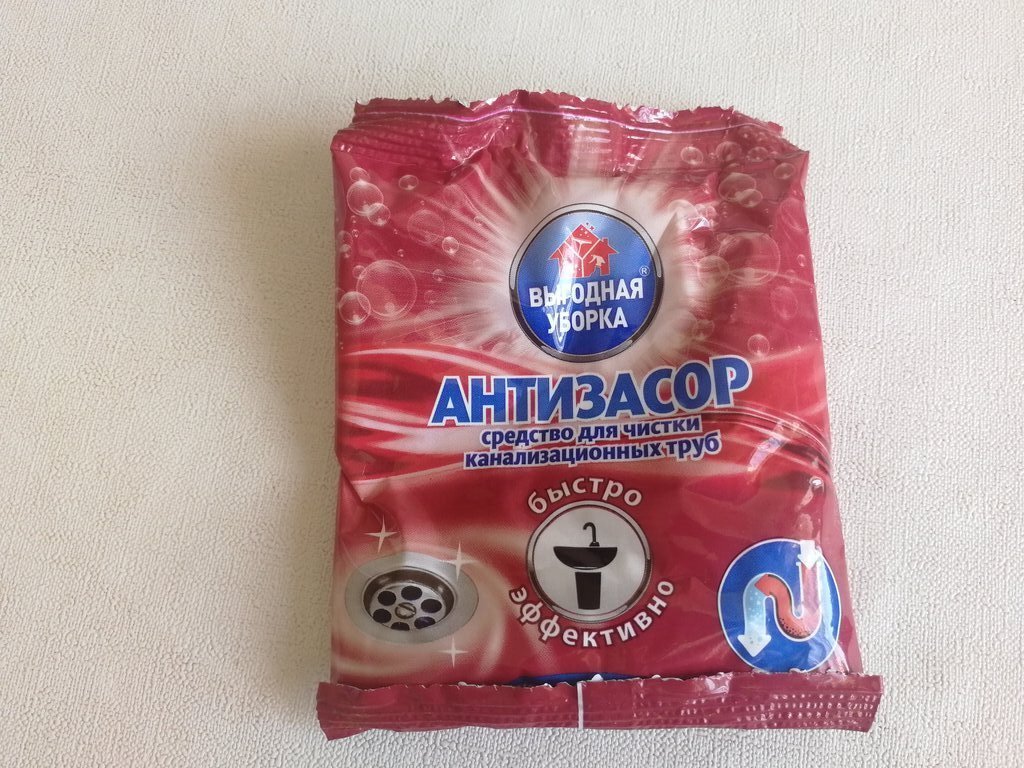 ВЫГОДНАЯ
УБОРКА
®
АНТИЗАСОР
средство для чистки
канализационных труб
быстро
эффективно